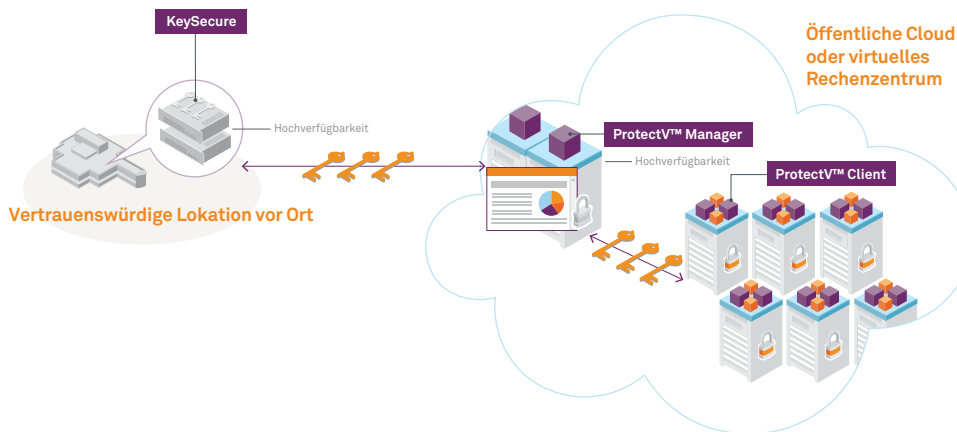 KeySecure
Hochverfügbarkeit
Vertrauenswürdige Lokation vor Ort
Öffentliche Cloud
oder virtuelles
Rechenzentrum
ProtectV™ Manager
Hochverfügbarkeit
ProtectV™ Client